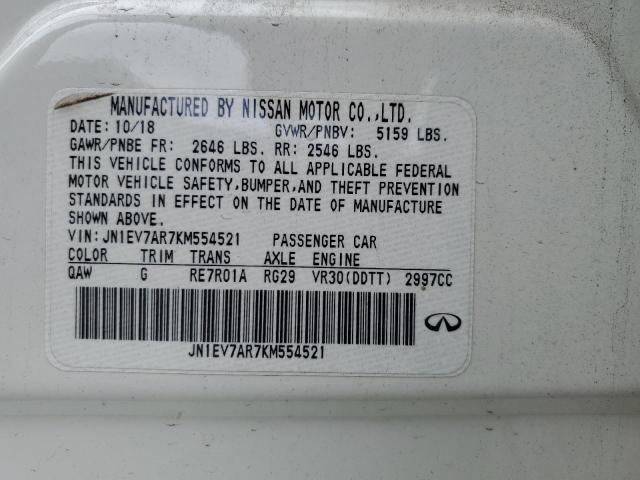 MANUFACTURED BY NISSAN MOTOR CO.,LTD.
DATE: 10/18 GVWR/PNBV: 5159 LBS.
GAWR/PNBE FR: 2646 LBS. RR: 2546 LBS.
THIS VEHICLE CONFORMS TO ALL APPLICABLE FEDERAL
MOTOR VEHICLE SAFETY,BUMPER,AND THEFT PREVENTION
STANDARDS IN EFFECT ON THE DATE OF MANUFACTURE
SHOWN ABOVE.
VIN:JN1EV7AR7KM554521 PASSENGER CAR
COLOR TRIM TRANS AXLE ENGINE
QAW G RE7R01A RG29 VR30(DDTT) 2997CC
JN1EV7AR7KM554521